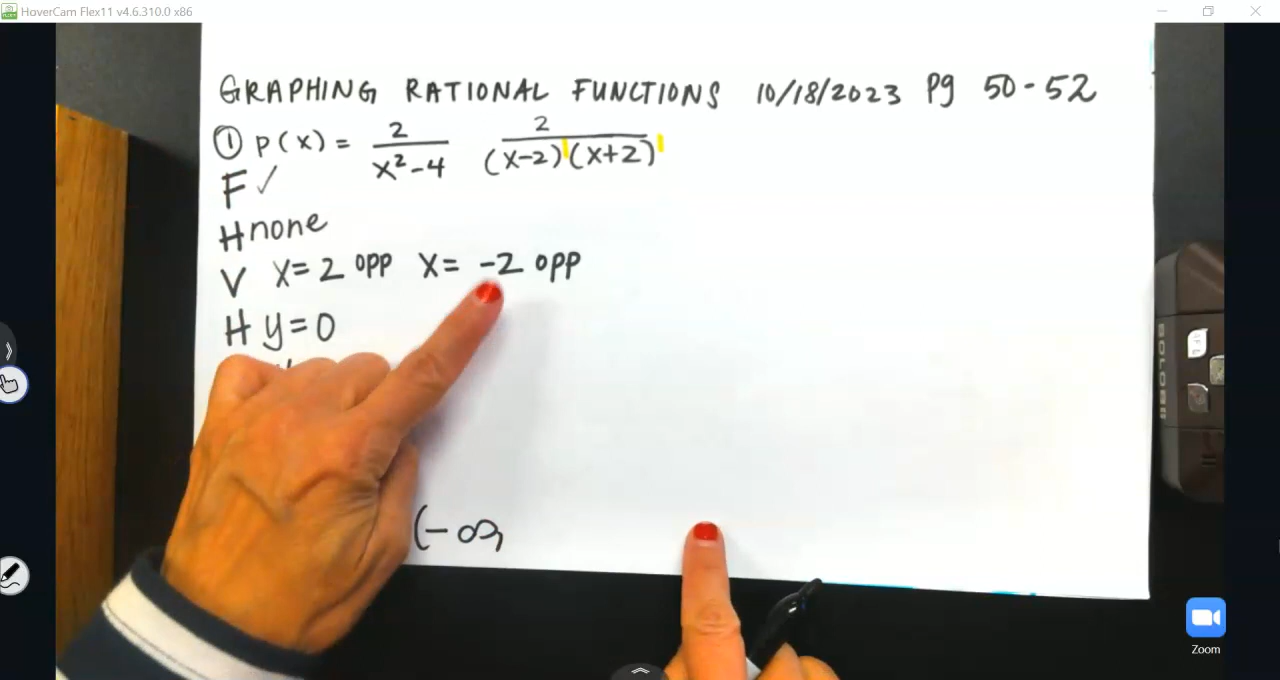 HoverCam Flex11 v4.6.310.0 x86
GRAPHING RATIONAL FUNCTIONS 10/18/2023 Pg 50-52
① P(x) = 2/(x²-4) 2/((x-2)(x+2))
F ✓
H none
V x=2 opp x= -2 opp
H y=0
(-∞,
Zoom